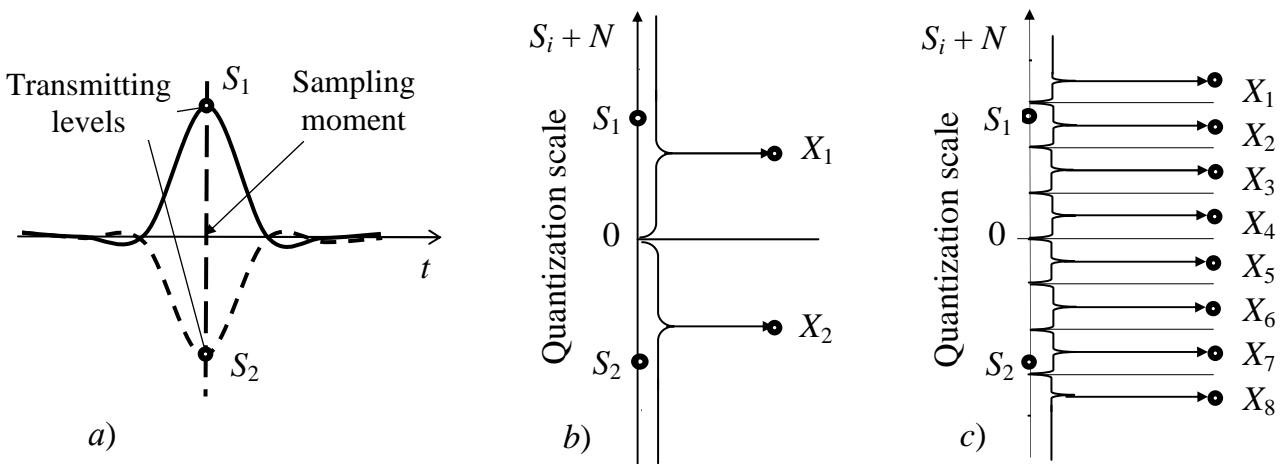 Transmitting
levels
S1
Sampling
moment
t
S2
a)
Si + N
Quantization scale
S1
0
S2
X1
X2
b)
Si + N
Quantization scale
S1
0
S2
X1
X2
X3
X4
X5
X6
X7
X8
c)